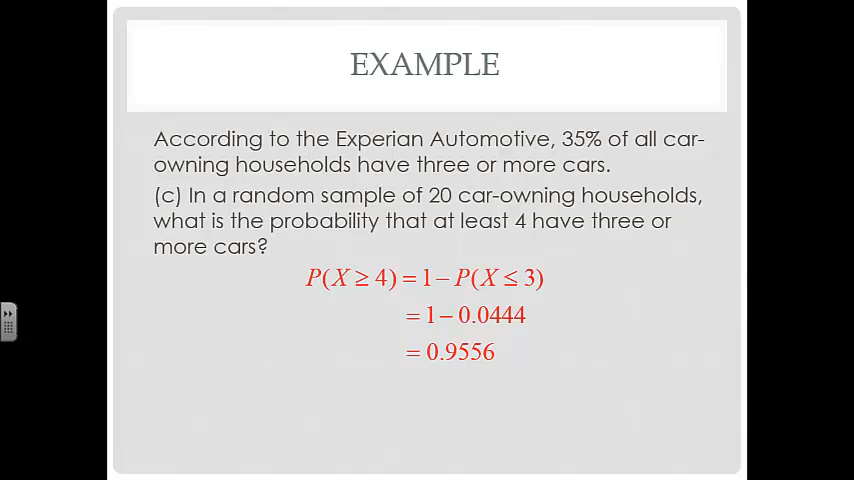 EXAMPLE
According to the Experian Automotive, 35% of all car-
owning households have three or more cars.
(c) In a random sample of 20 car-owning households,
what is the probability that at least 4 have three or
more cars?
P(X ≥ 4) = 1 − P(X ≤ 3)
= 1 − 0.0444
= 0.9556